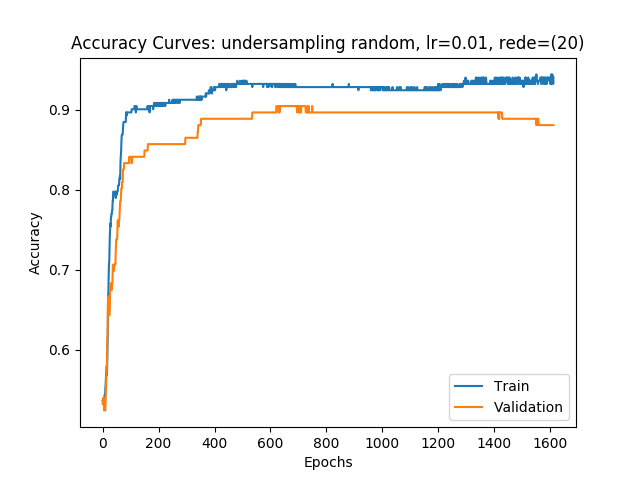 Accuracy Curves: undersampling random, lr=0.01, rede=(20)
0.9
0.8
0.7
0.6
Accuracy
Train
Validation
0 200 400 600 800 1000 1200 1400 1600
Epochs